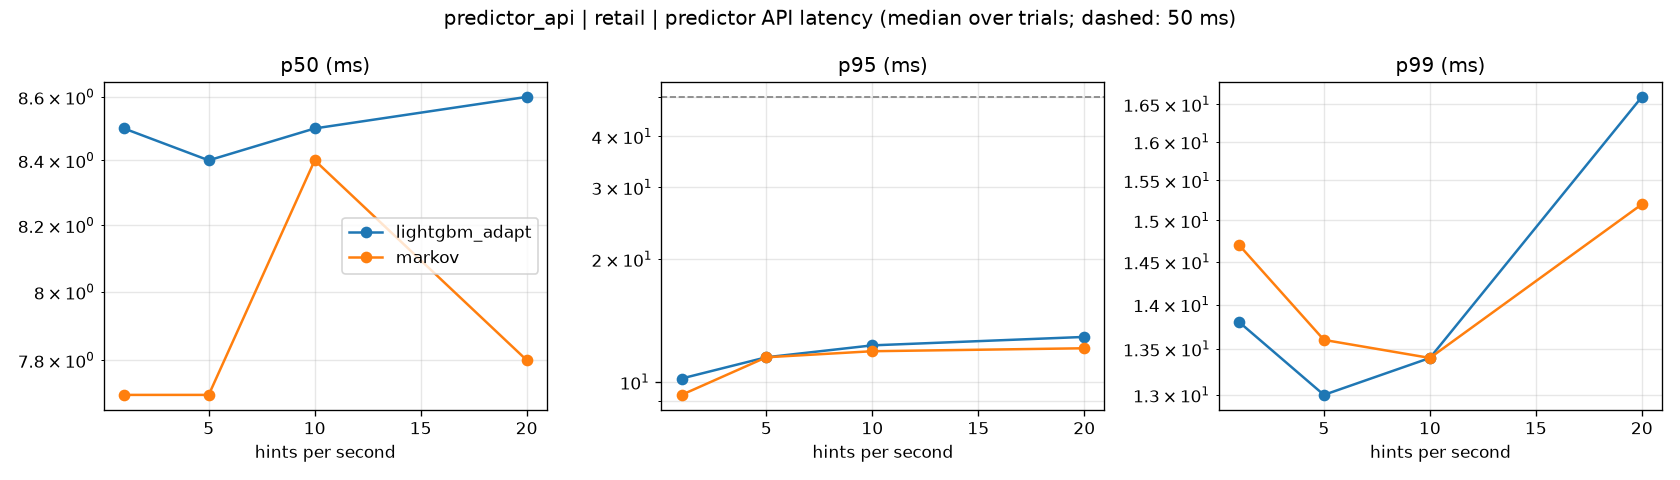 predictor_api | retail | predictor API latency (median over trials; dashed: 50 ms)
p50 (ms)
8.6 × 10⁰
8.4 × 10⁰
8.2 × 10⁰
8 × 10⁰
7.8 × 10⁰
lightgbm_adapt
markov
5 10 15 20
hints per second
p95 (ms)
4 × 10¹
3 × 10¹
2 × 10¹
10¹
5 10 15 20
hints per second
p99 (ms)
1.65 × 10¹
1.6 × 10¹
1.55 × 10¹
1.5 × 10¹
1.45 × 10¹
1.4 × 10¹
1.35 × 10¹
1.3 × 10¹
5 10 15 20
hints per second